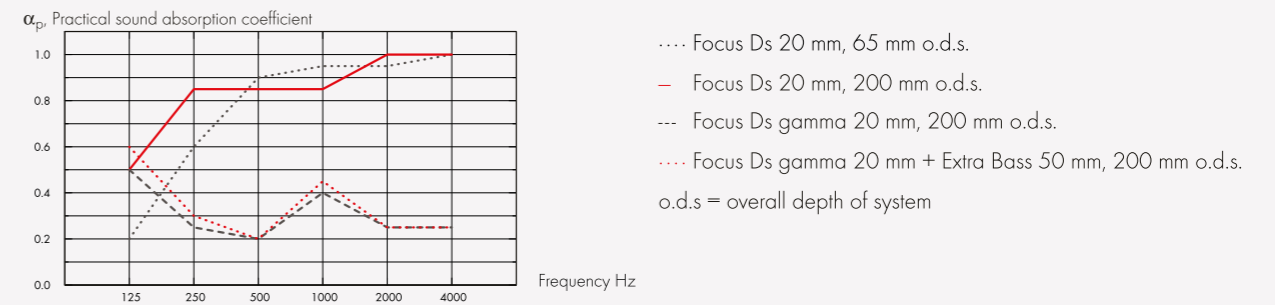 αp, Practical sound absorption coefficient
1.0
0.8
0.6
0.4
0.2
0.0
125 250 500 1000 2000 4000
Frequency Hz
.... Focus Ds 20 mm, 65 mm o.d.s.
— Focus Ds 20 mm, 200 mm o.d.s.
--- Focus Ds gamma 20 mm, 200 mm o.d.s.
.... Focus Ds gamma 20 mm + Extra Bass 50 mm, 200 mm o.d.s.
o.d.s = overall depth of system